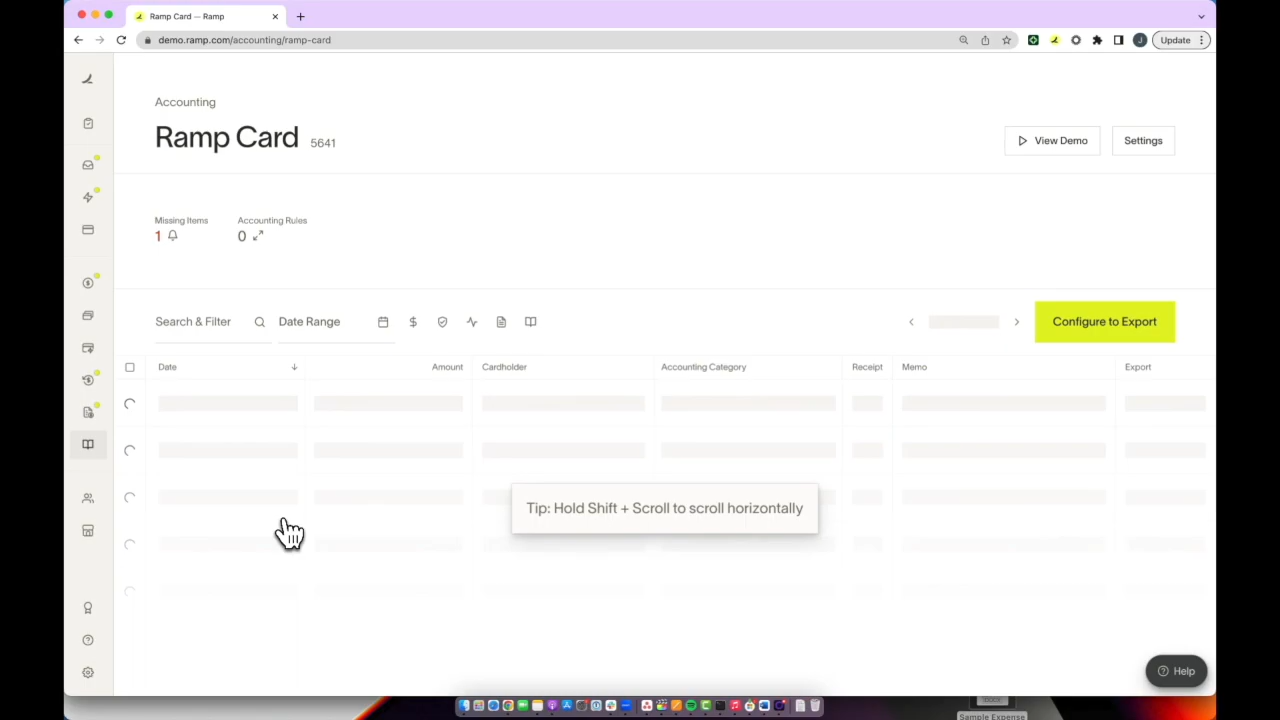 Ramp Card — Ramp
demo.ramp.com/accounting/ramp-card
J
Update
Accounting
Ramp Card 5641
View Demo
Settings
Missing Items
Accounting Rules
1
0
Search & Filter
Date Range
$
Configure to Export
Date
Amount
Cardholder
Accounting Category
Receipt
Memo
Export
Tip: Hold Shift + Scroll to scroll horizontally
Help
Sample Expense